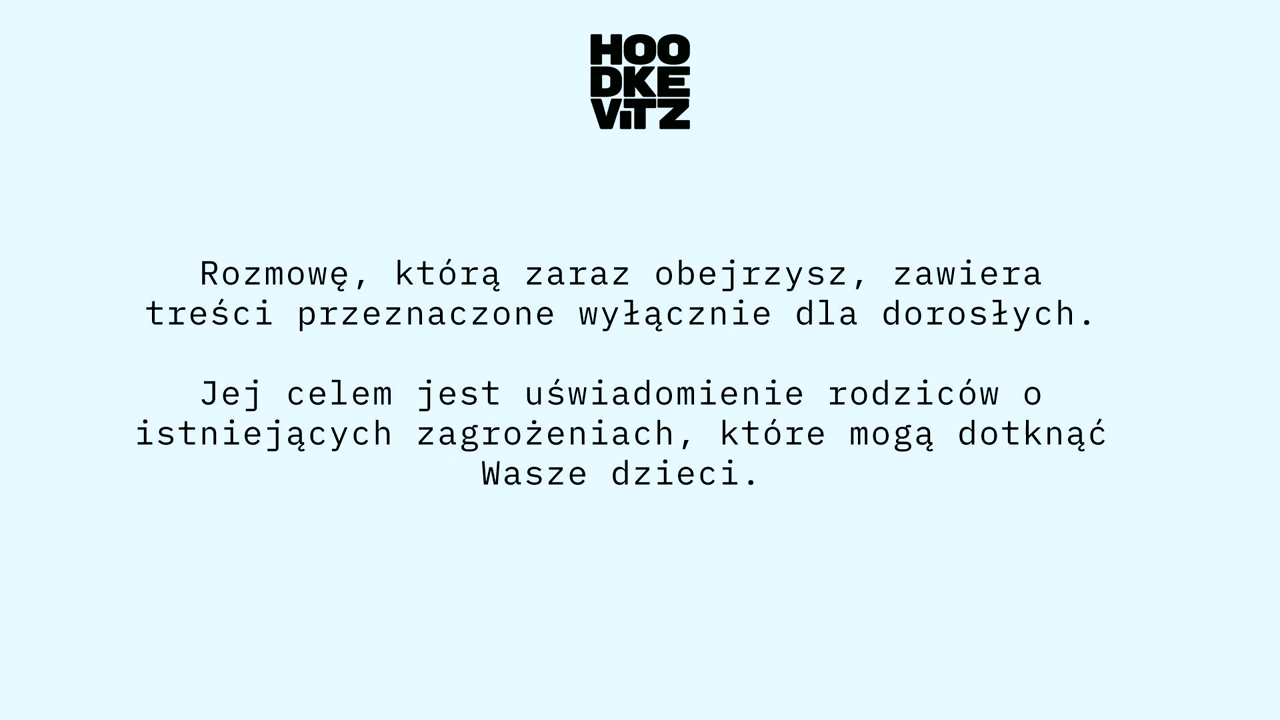 HOO
DKE
ViTZ
Rozmowę, którą zaraz obejrzysz, zawiera
treści przeznaczone wyłącznie dla dorosłych.
Jej celem jest uświadomienie rodziców o
istniejących zagrożeniach, które mogą dotknąć
Wasze dzieci.